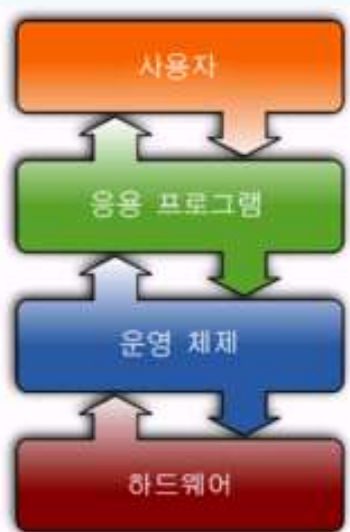 사용자
응용 프로그램
운영 체제
하드웨어